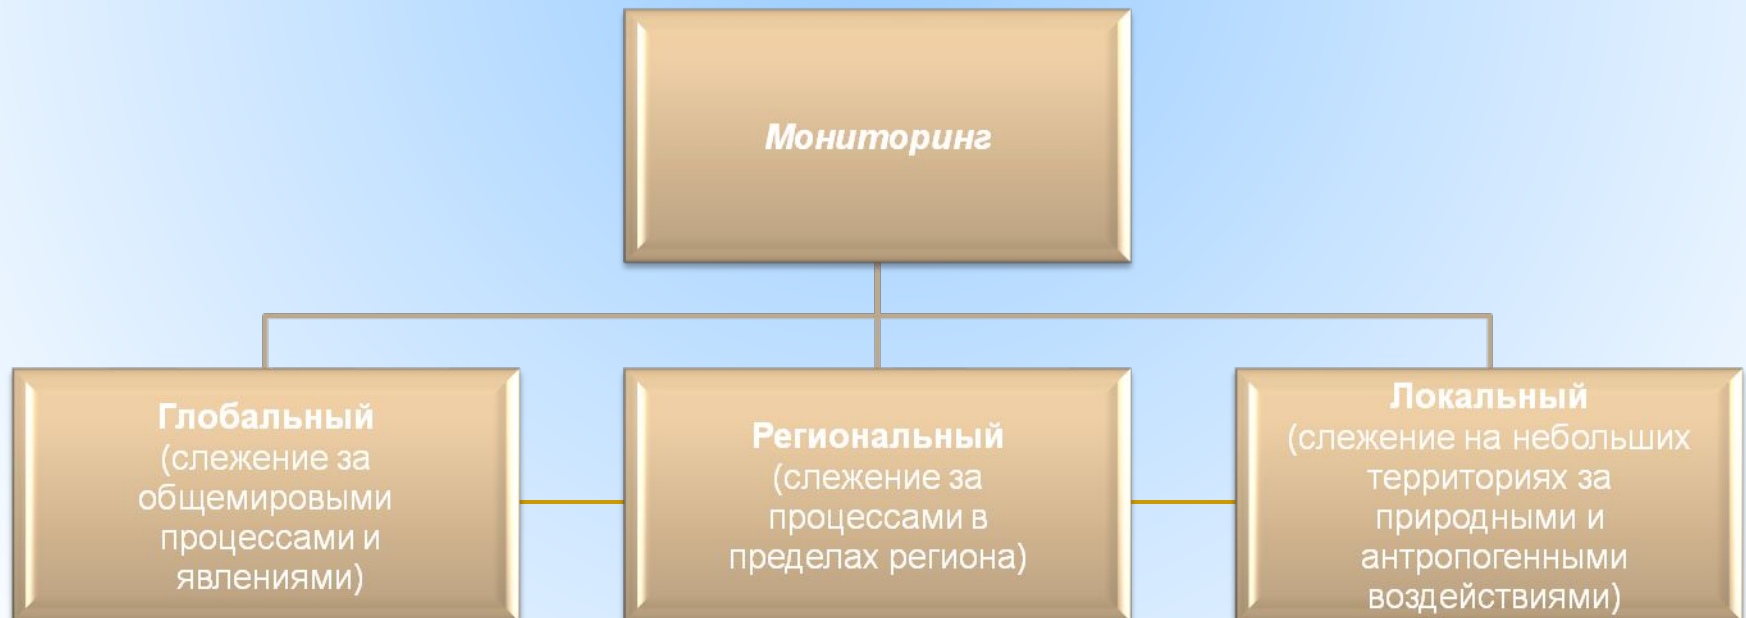 Мониторинг
Глобальный
(слежение за
общемировыми
процессами и
явлениями)
Региональный
(слежение за
процессами в
пределах региона)
Локальный
(слежение на небольших
территориях за
природными и
антропогенными
воздействиями)